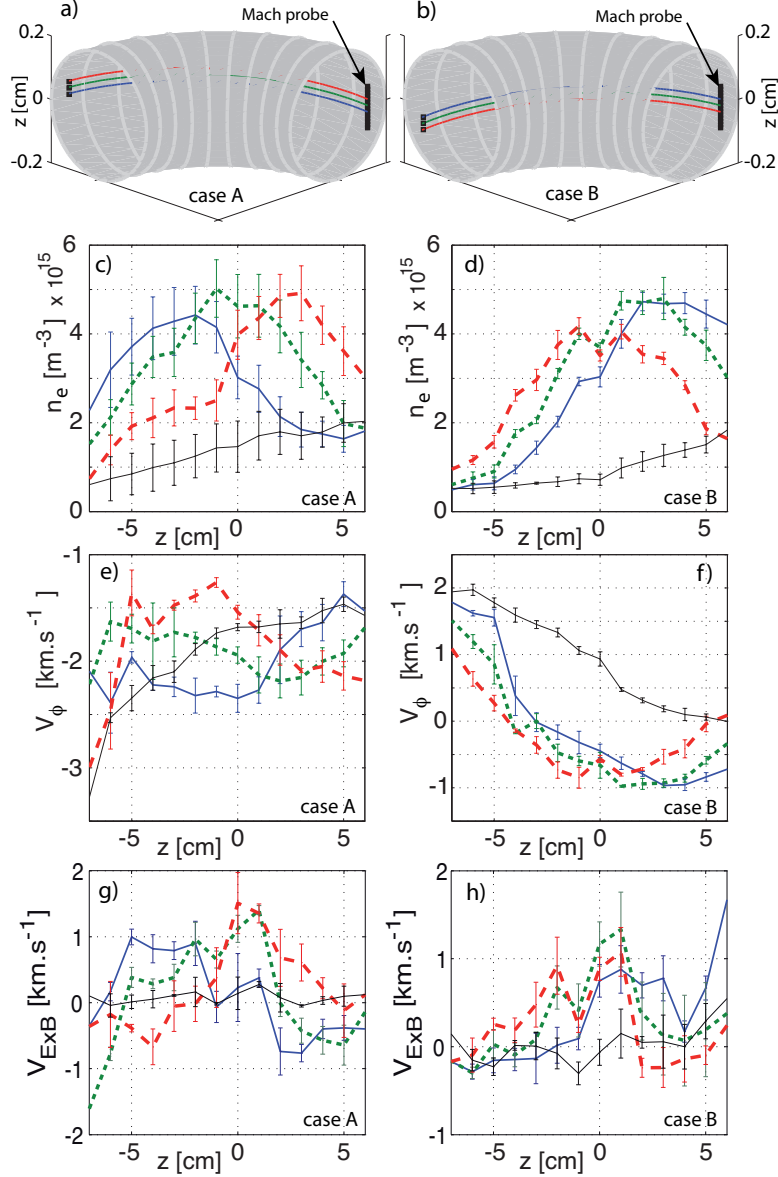 a)
Mach probe
b)
Mach probe
0.2
0
-0.2
z [cm]
case A
case B
0.2
0
-0.2
z [cm]
c)
6
4
2
0
n_e [m⁻³] x 10¹⁵
-5 0 5
z [cm]
case A
d)
6
4
2
0
n_e [m⁻³] x 10¹⁵
-5 0 5
z [cm]
case B
e)
-1
-2
-3
V_ϕ [km.s⁻¹]
-5 0 5
z [cm]
case A
f)
2
1
0
-1
V_ϕ [km.s⁻¹]
-5 0 5
z [cm]
case B
g)
2
1
0
-1
-2
V_ExB [km.s⁻¹]
-5 0 5
z [cm]
case A
h)
2
1
0
-1
V_ExB [km.s⁻¹]
-5 0 5
z [cm]
case B